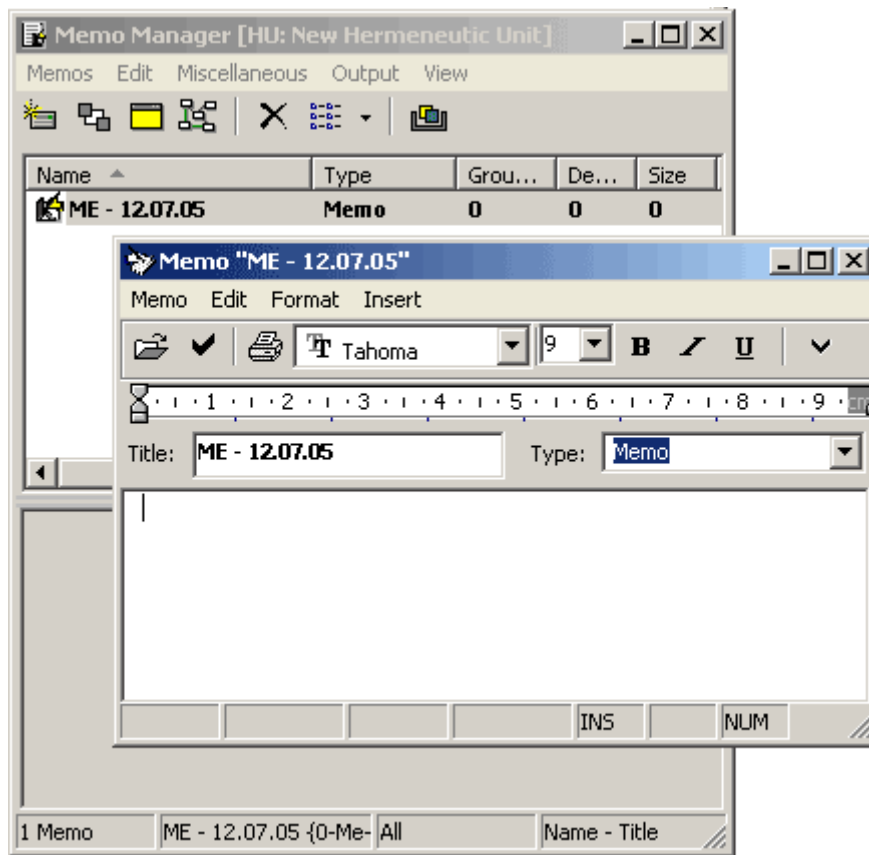 Memo Manager [HU: New Hermeneutic Unit]
Memos Edit Miscellaneous Output View
Name Type Grou... De... Size
ME - 12.07.05 Memo 0 0 0
Memo "ME - 12.07.05"
Memo Edit Format Insert
Tahoma 9 B I U
1 2 3 4 5 6 7 8 9 cm
Title: ME - 12.07.05 Type: Memo
INS NUM
1 Memo ME - 12.07.05 {0-Me- All Name - Title